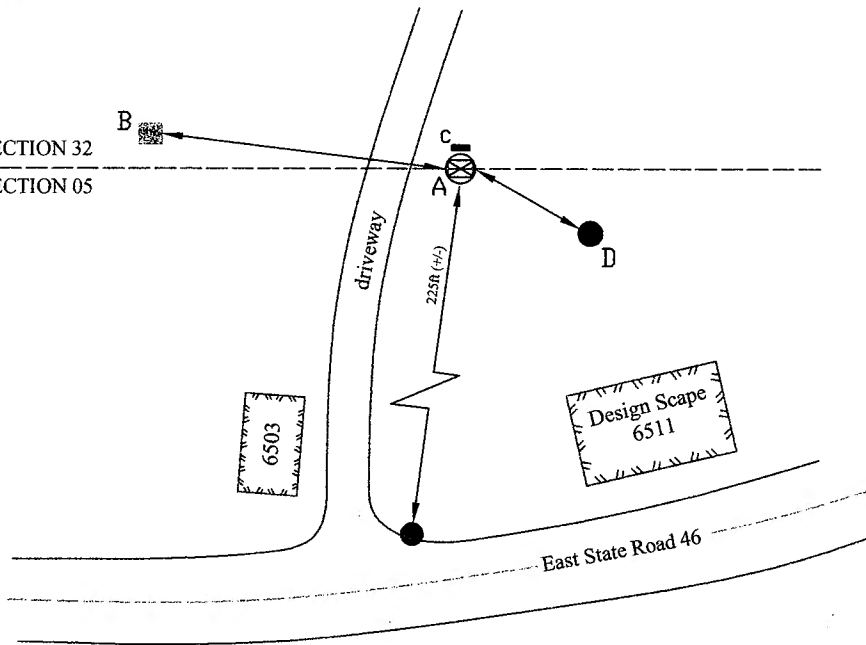 B
C
ECTION 32
A
ECTION 05
D
driveway
225ft (+/-)
6503
Design Scape
6511
East State Road 46